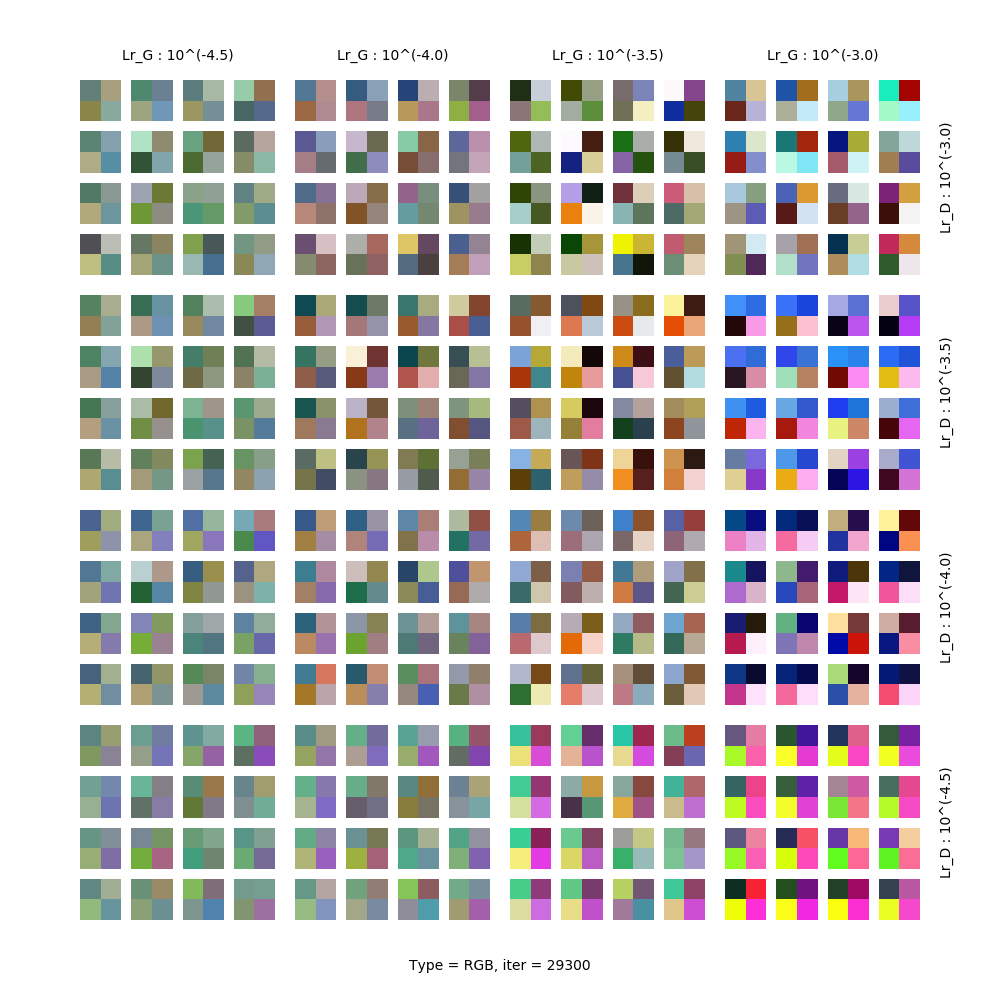 Lr_G : 10^(-4.5)
Lr_G : 10^(-4.0)
Lr_G : 10^(-3.5)
Lr_G : 10^(-3.0)
Lr_D : 10^(-3.0)
Lr_D : 10^(-3.5)
Lr_D : 10^(-4.0)
Lr_D : 10^(-4.5)
Type = RGB, iter = 29300